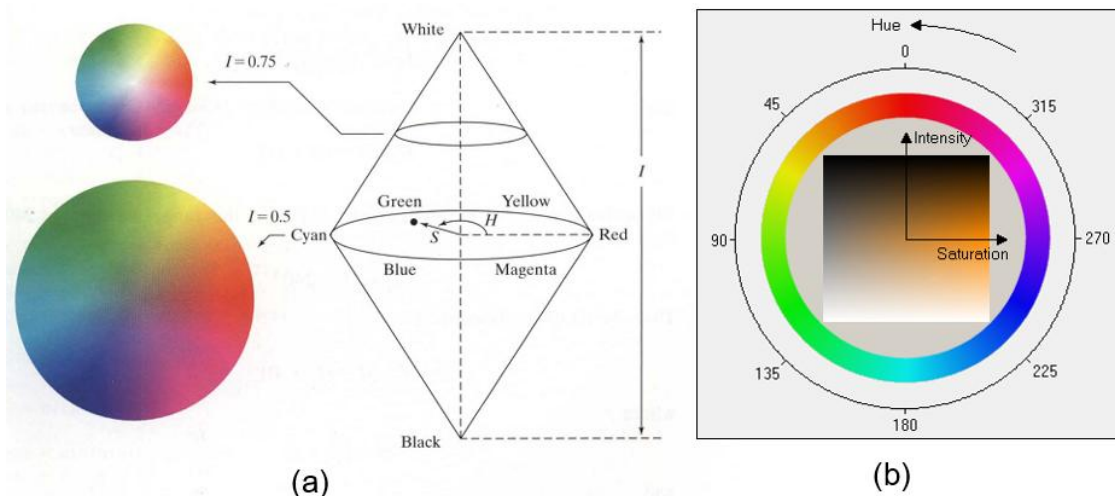 White
I = 0.75
I
Green
Yellow
I = 0.5
H
Cyan
S
Red
Blue
Magenta
Black
(a)
Hue
0
45
315
Intensity
90
270
Saturation
135
225
180
(b)